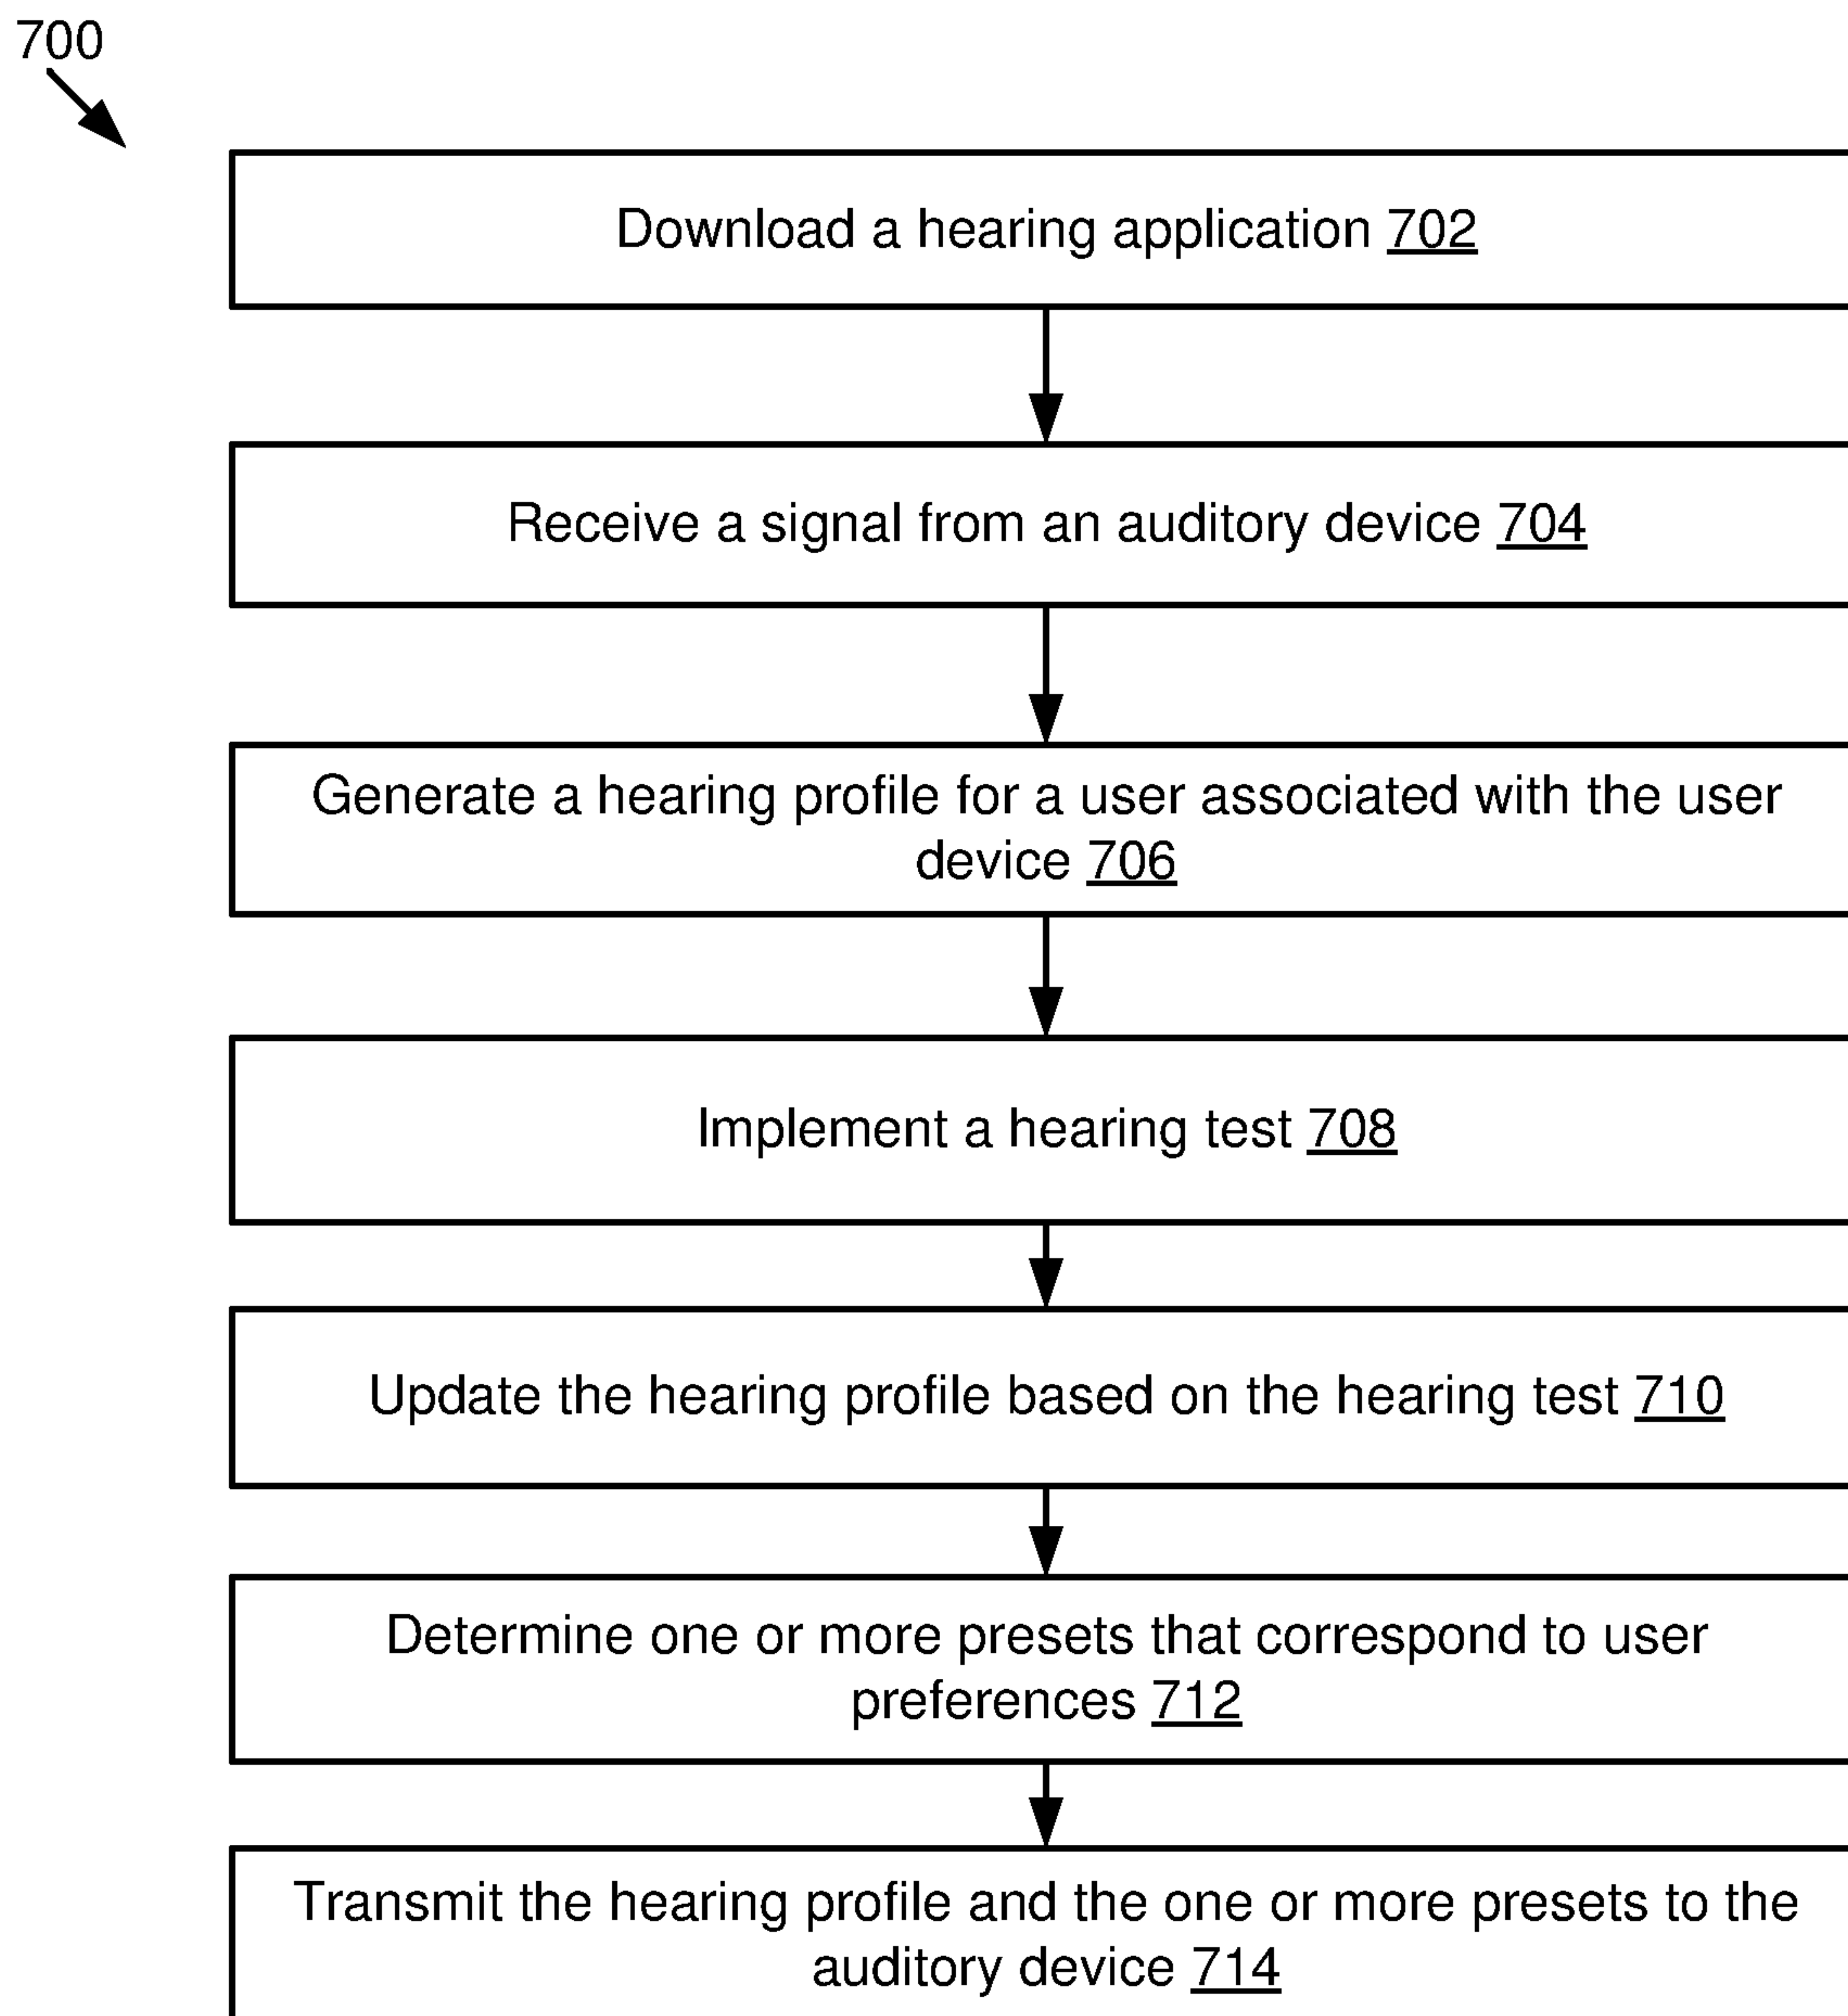 700
Download a hearing application 702
Receive a signal from an auditory device 704
Generate a hearing profile for a user associated with the user
device 706
Implement a hearing test 708
Update the hearing profile based on the hearing test 710
Determine one or more presets that correspond to user
preferences 712
Transmit the hearing profile and the one or more presets to the
auditory device 714